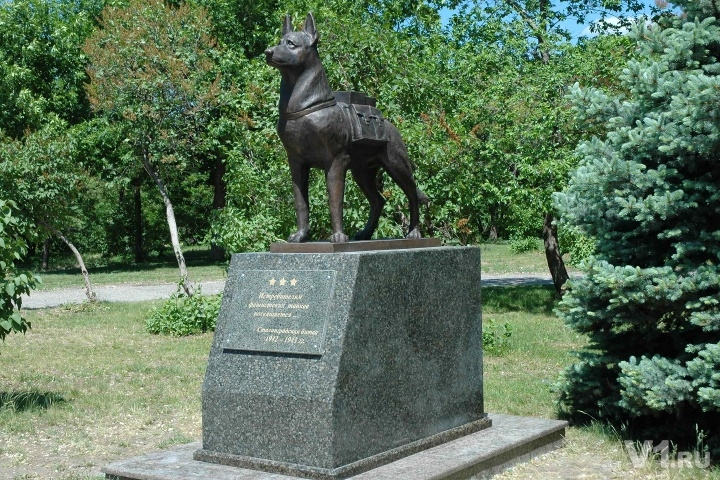 Истребителям
фашистских танков
посвящается...
Сталинградская битва
1942 - 1943 гг.
V1.RU